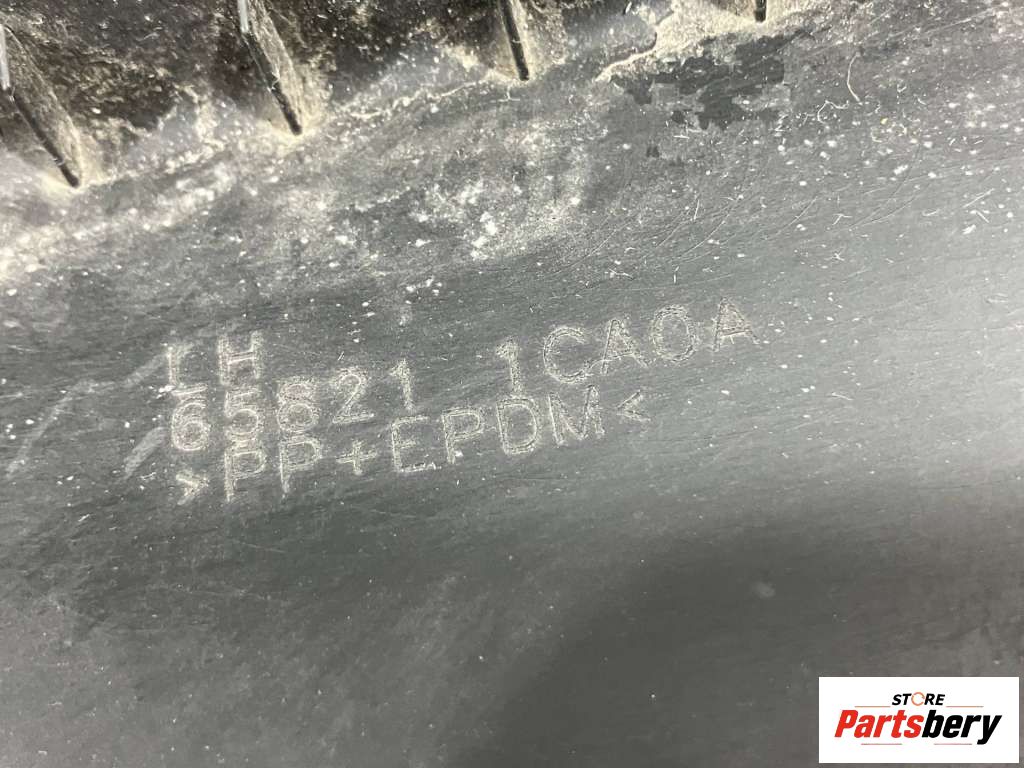 LH
65821 1CA0A
>PP+EPDM<
STORE
Partsbery